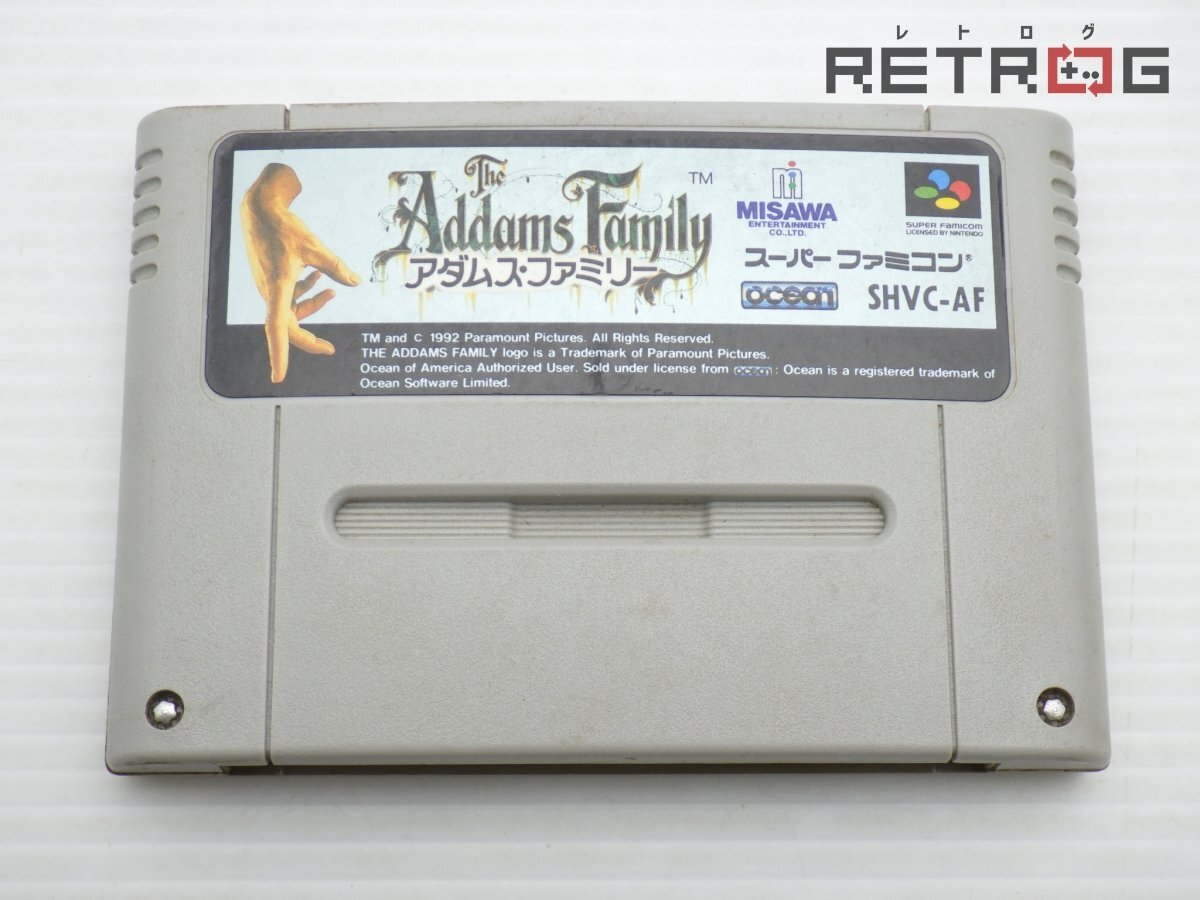 レトログ
RETROG
The
Addams Family
TM
アダムス・ファミリー
MISAWA
ENTERTAINMENT
CO.,LTD.
SUPER FAMICOM
LICENSED BY NINTENDO
スーパーファミコン®
ocean
SHVC-AF
TM and C 1992 Paramount Pictures. All Rights Reserved.
THE ADDAMS FAMILY logo is a Trademark of Paramount Pictures.
Ocean of America Authorized User. Sold under license from ocean : Ocean is a registered trademark of
Ocean Software Limited.